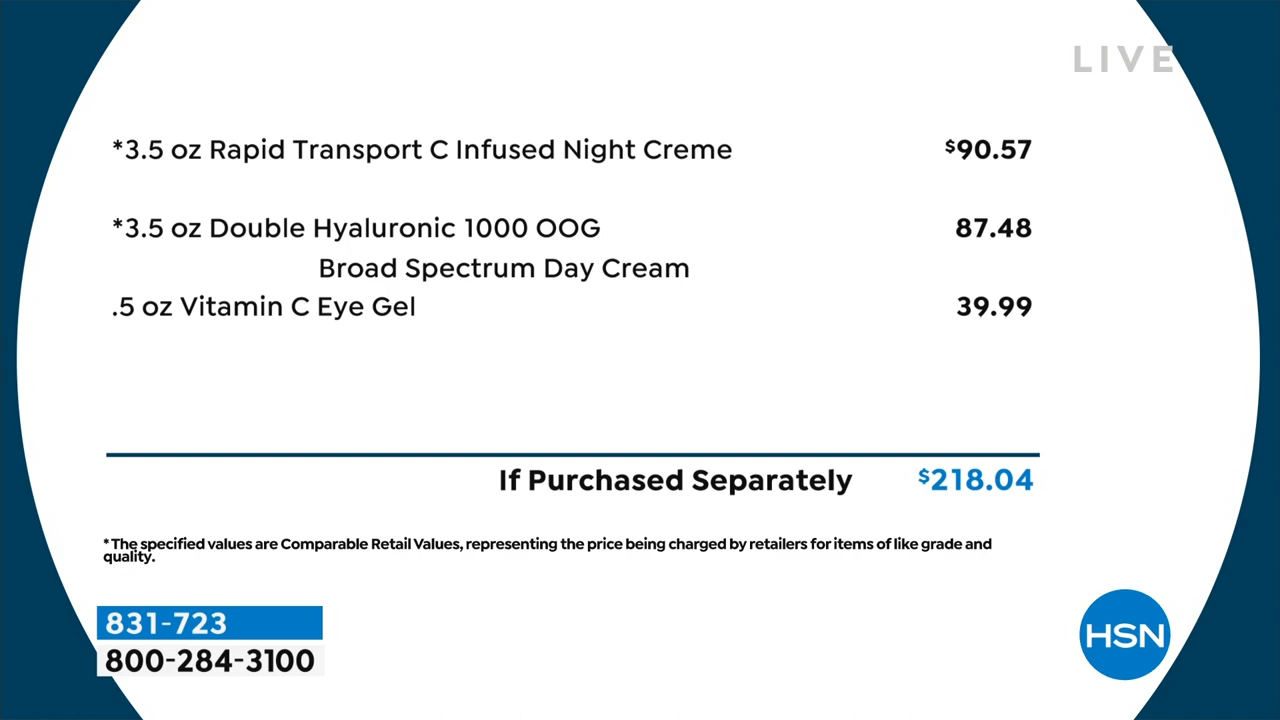 LIVE
*3.5 oz Rapid Transport C Infused Night Creme $90.57
*3.5 oz Double Hyaluronic 1000 OOG 87.48
Broad Spectrum Day Cream
.5 oz Vitamin C Eye Gel 39.99
If Purchased Separately $218.04
*The specified values are Comparable Retail Values, representing the price being charged by retailers for items of like grade and
quality.
831-723
800-284-3100
HSN